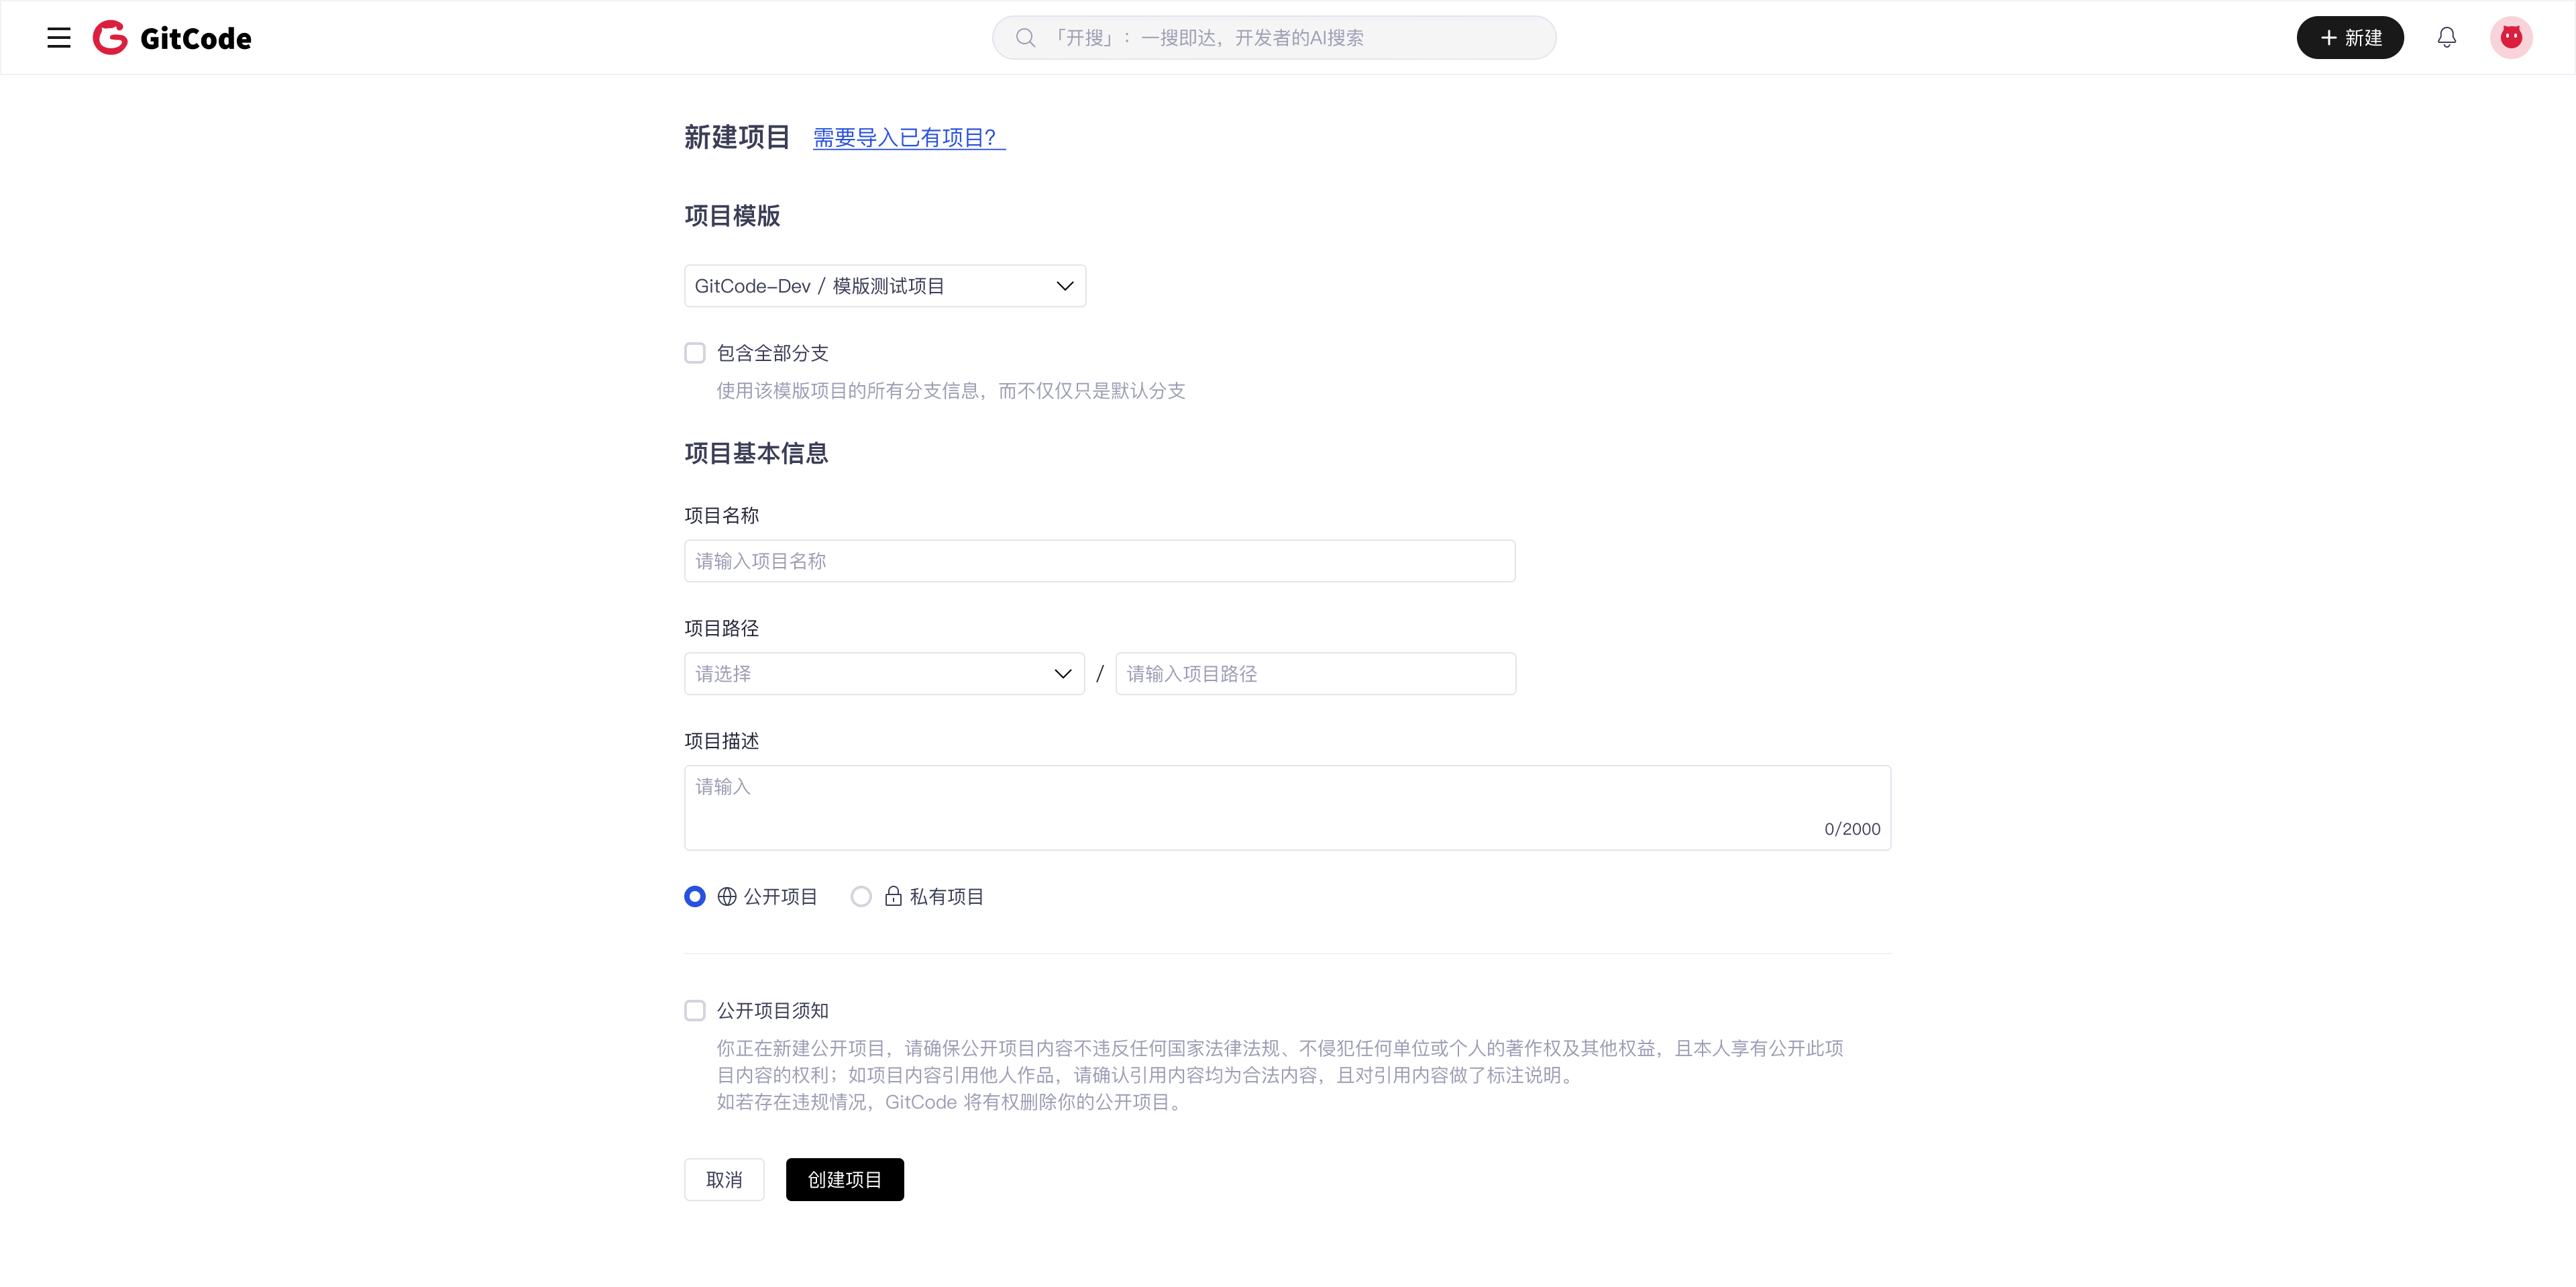 GitCode
「开搜」：一搜即达，开发者的AI搜索
新建
新建项目 需要导入已有项目？
项目模版
GitCode-Dev / 模版测试项目
包含全部分支
使用该模版项目的所有分支信息，而不仅仅只是默认分支
项目基本信息
项目名称
请输入项目名称
项目路径
请选择 / 请输入项目路径
项目描述
请输入
0/2000
公开项目 私有项目
公开项目须知
你正在新建公开项目，请确保公开项目内容不违反任何国家法律法规、不侵犯任何单位或个人的著作权及其他权益，且本人享有公开此项
目内容的权利；如项目内容引用他人作品，请确认引用内容均为合法内容，且对引用内容做了标注说明。
如若存在违规情况，GitCode 将有权删除你的公开项目。
取消 创建项目